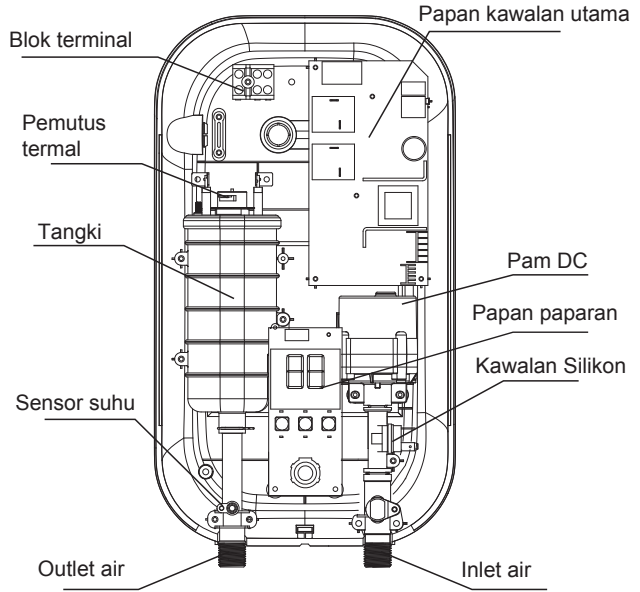 Papan kawalan utama
Blok terminal
Pemutus
termal
Tangki
Pam DC
Papan paparan
Kawalan Silikon
Sensor suhu
Outlet air
Inlet air